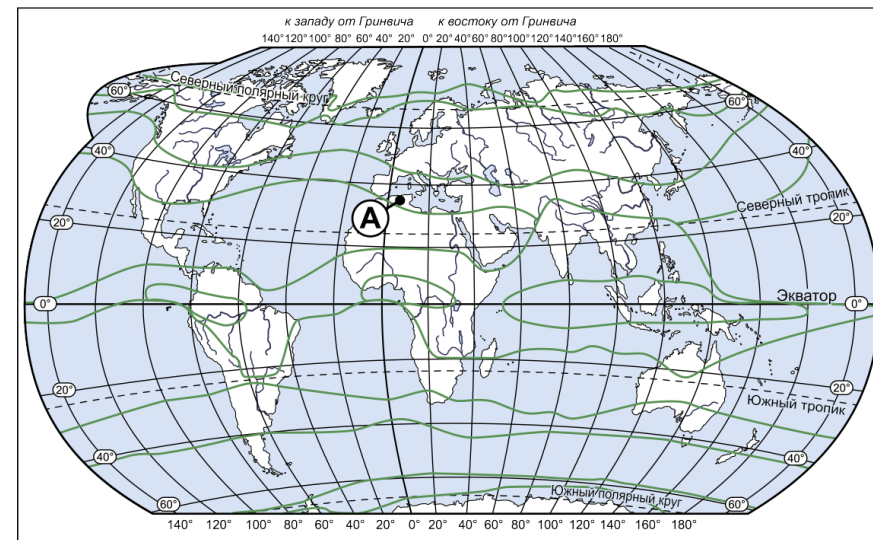 к западу от Гринвича к востоку от Гринвича
140° 120° 100° 80° 60° 40° 20° 0° 20° 40° 60° 80° 100° 120° 140° 160° 180°
Северный полярный круг
60° 60°
40° 40°
A
Северный тропик
20° 20°
Экватор
0° 0°
20° 20°
Южный тропик
40° 40°
Южный полярный круг
60° 60°
140° 120° 100° 80° 60° 40° 20° 0° 20° 40° 60° 80° 100° 120° 140° 160° 180°